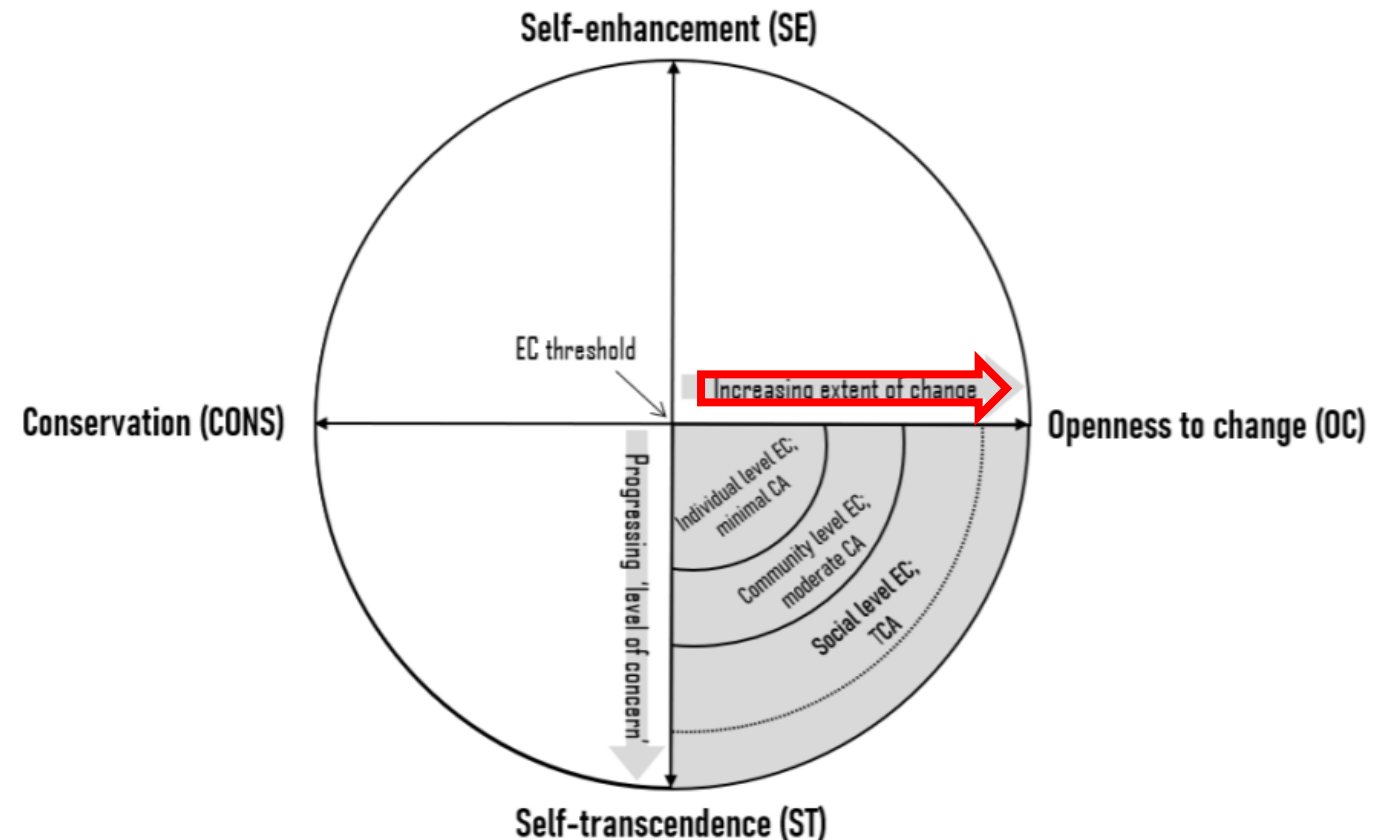 Self-enhancement (SE)
EC threshold
Increasing extent of change
Conservation (CONS)
Openness to change (OC)
Progressing 'level of concern'
Individual level EC;
minimal CA
Community level EC;
moderate CA
Social level EC;
TCA
Self-transcendence (ST)